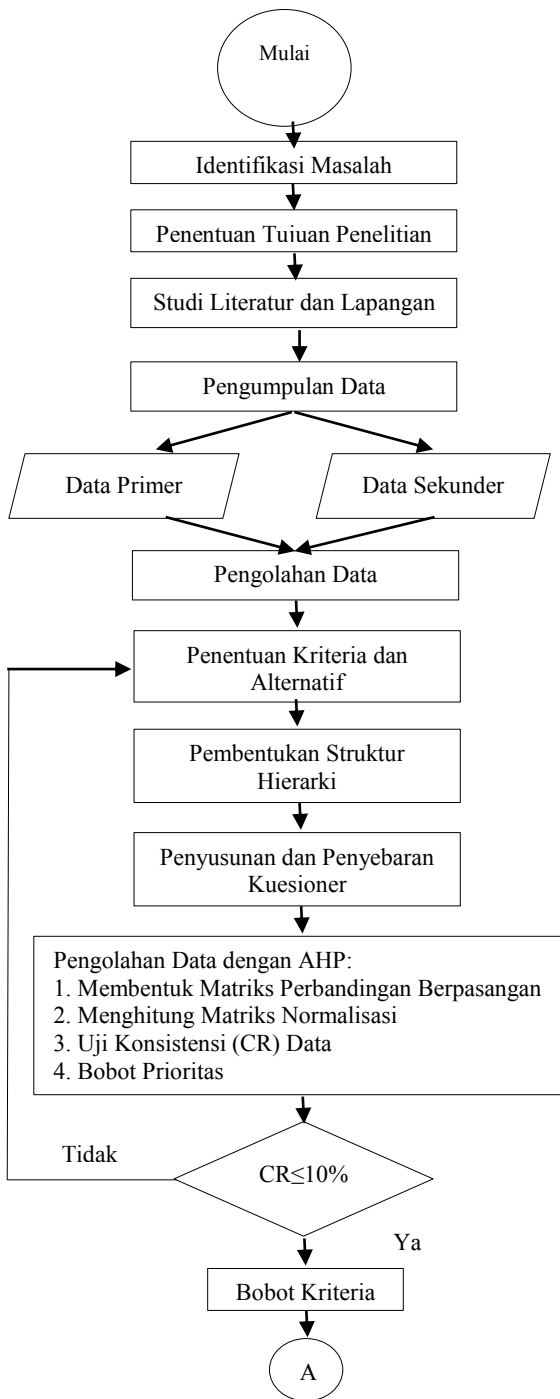 Mulai
Identifikasi Masalah
Penentuan Tujuan Penelitian
Studi Literatur dan Lapangan
Pengumpulan Data
Data Primer
Data Sekunder
Pengolahan Data
Penentuan Kriteria dan
Alternatif
Pembentukan Struktur
Hierarki
Penyusunan dan Penyebaran
Kuesioner
Pengolahan Data dengan AHP:
1. Membentuk Matriks Perbandingan Berpasangan
2. Menghitung Matriks Normalisasi
3. Uji Konsistensi (CR) Data
4. Bobot Prioritas
Tidak
CR≤10%
Ya
Bobot Kriteria
A